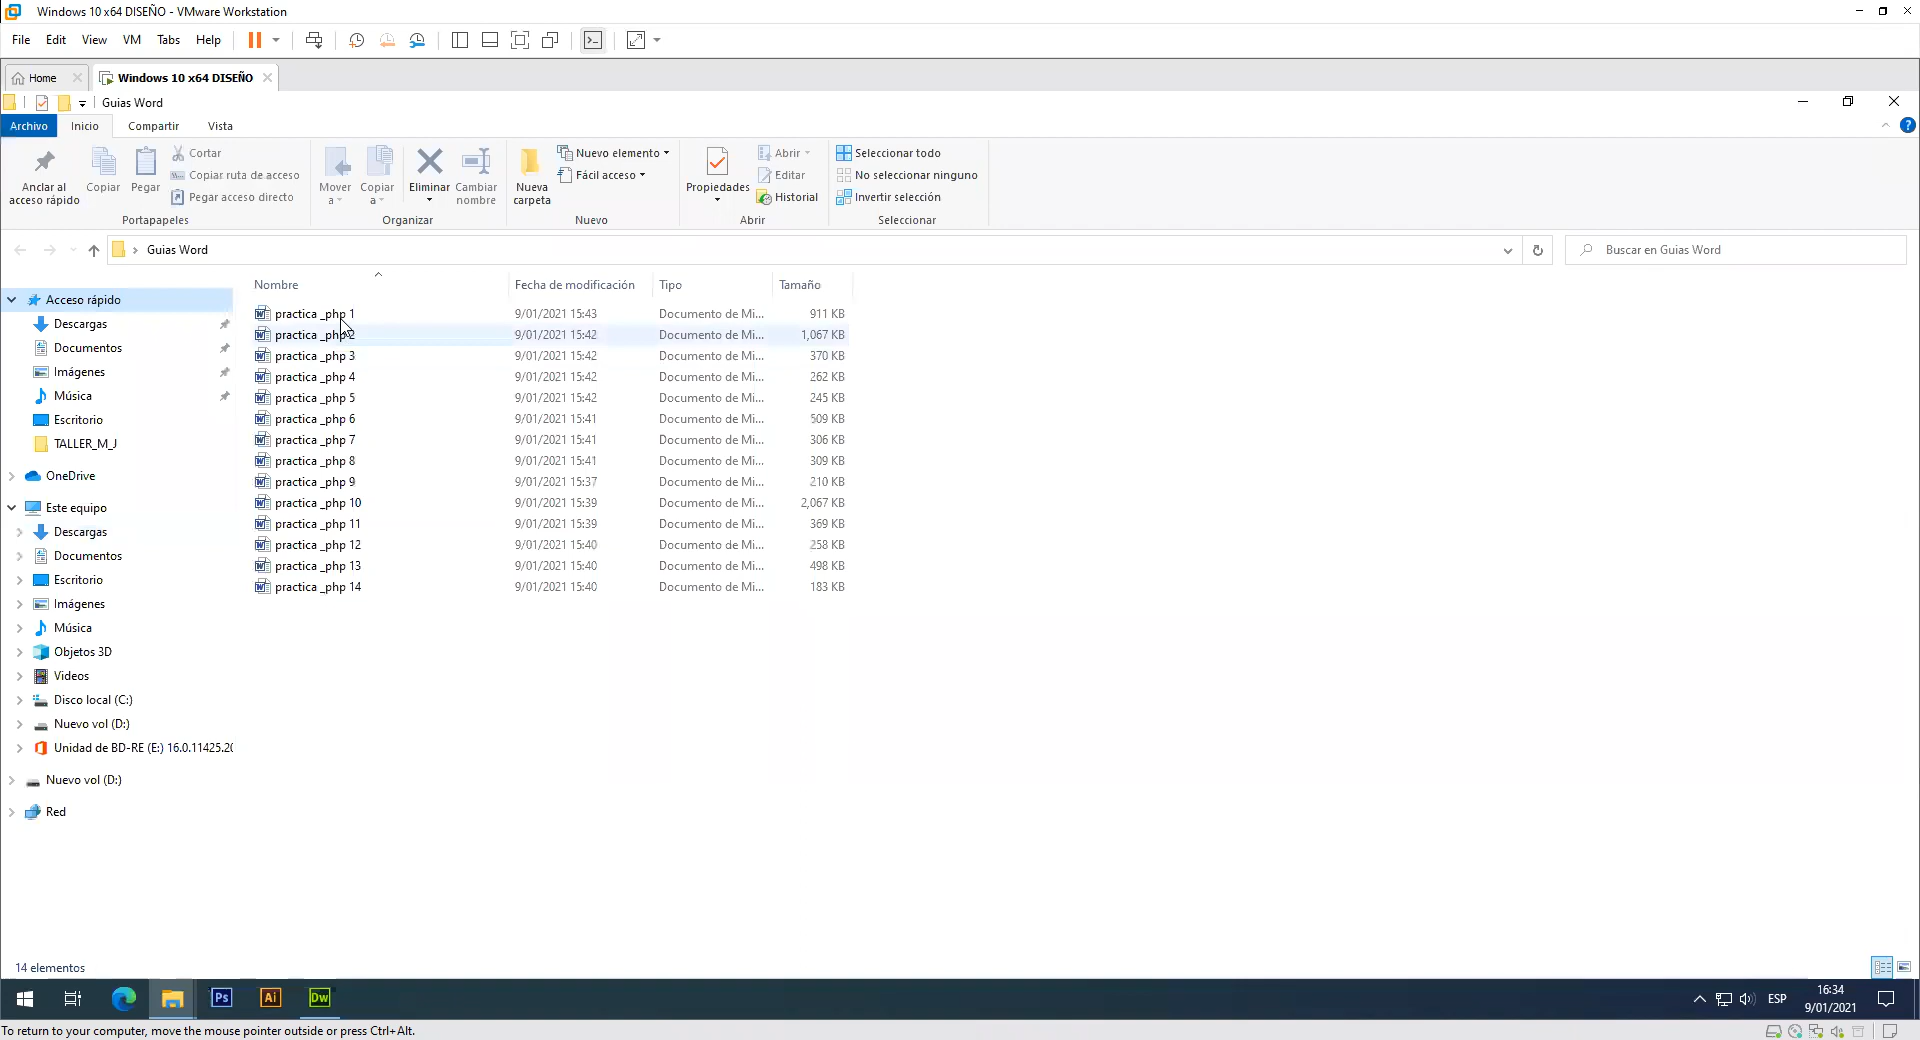 Windows 10 x64 DISEÑO - VMware Workstation
File Edit View VM Tabs Help
Home Windows 10 x64 DISEÑO
Guias Word
Archivo Inicio Compartir Vista
Anclar al acceso rápido
Copiar
Pegar
Cortar
Copiar ruta de acceso
Pegar acceso directo
Portapapeles
Mover a
Copiar a
Eliminar
Cambiar nombre
Organizar
Nueva carpeta
Nuevo elemento
Fácil acceso
Nuevo
Propiedades
Abrir
Editar
Historial
Abrir
Seleccionar todo
No seleccionar ninguno
Invertir selección
Seleccionar
Guias Word
Buscar en Guias Word
Acceso rápido
Descargas
Documentos
Imágenes
Música
Escritorio
TALLER_M_J
OneDrive
Este equipo
Descargas
Documentos
Escritorio
Imágenes
Música
Objetos 3D
Videos
Disco local (C:)
Nuevo vol (D:)
Unidad de BD-RE (E:) 16.0.11425.20
Nuevo vol (D:)
Red
Nombre Fecha de modificación Tipo Tamaño
practica _php 1 9/01/2021 15:43 Documento de Mi... 911 KB
practica _php 2 9/01/2021 15:42 Documento de Mi... 1,067 KB
practica _php 3 9/01/2021 15:42 Documento de Mi... 370 KB
practica _php 4 9/01/2021 15:42 Documento de Mi... 262 KB
practica _php 5 9/01/2021 15:42 Documento de Mi... 245 KB
practica _php 6 9/01/2021 15:41 Documento de Mi... 509 KB
practica _php 7 9/01/2021 15:41 Documento de Mi... 306 KB
practica _php 8 9/01/2021 15:41 Documento de Mi... 309 KB
practica _php 9 9/01/2021 15:37 Documento de Mi... 210 KB
practica _php 10 9/01/2021 15:39 Documento de Mi... 2,067 KB
practica _php 11 9/01/2021 15:39 Documento de Mi... 369 KB
practica _php 12 9/01/2021 15:40 Documento de Mi... 258 KB
practica _php 13 9/01/2021 15:40 Documento de Mi... 498 KB
practica _php 14 9/01/2021 15:40 Documento de Mi... 183 KB
14 elementos
Ps Ai Dw
ESP
16:34
9/01/2021
To return to your computer, move the mouse pointer outside or press Ctrl+Alt.